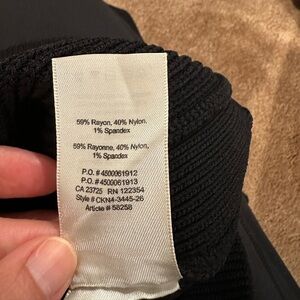 59% Rayon, 40% Nylon,
1% Spandex
59% Rayonne, 40% Nylon,
1% Spandex
P.O. #4500061912
P.O. #4500061913
CA 23725 RN 122354
Style # CKN4-3445-26
Article # 58258